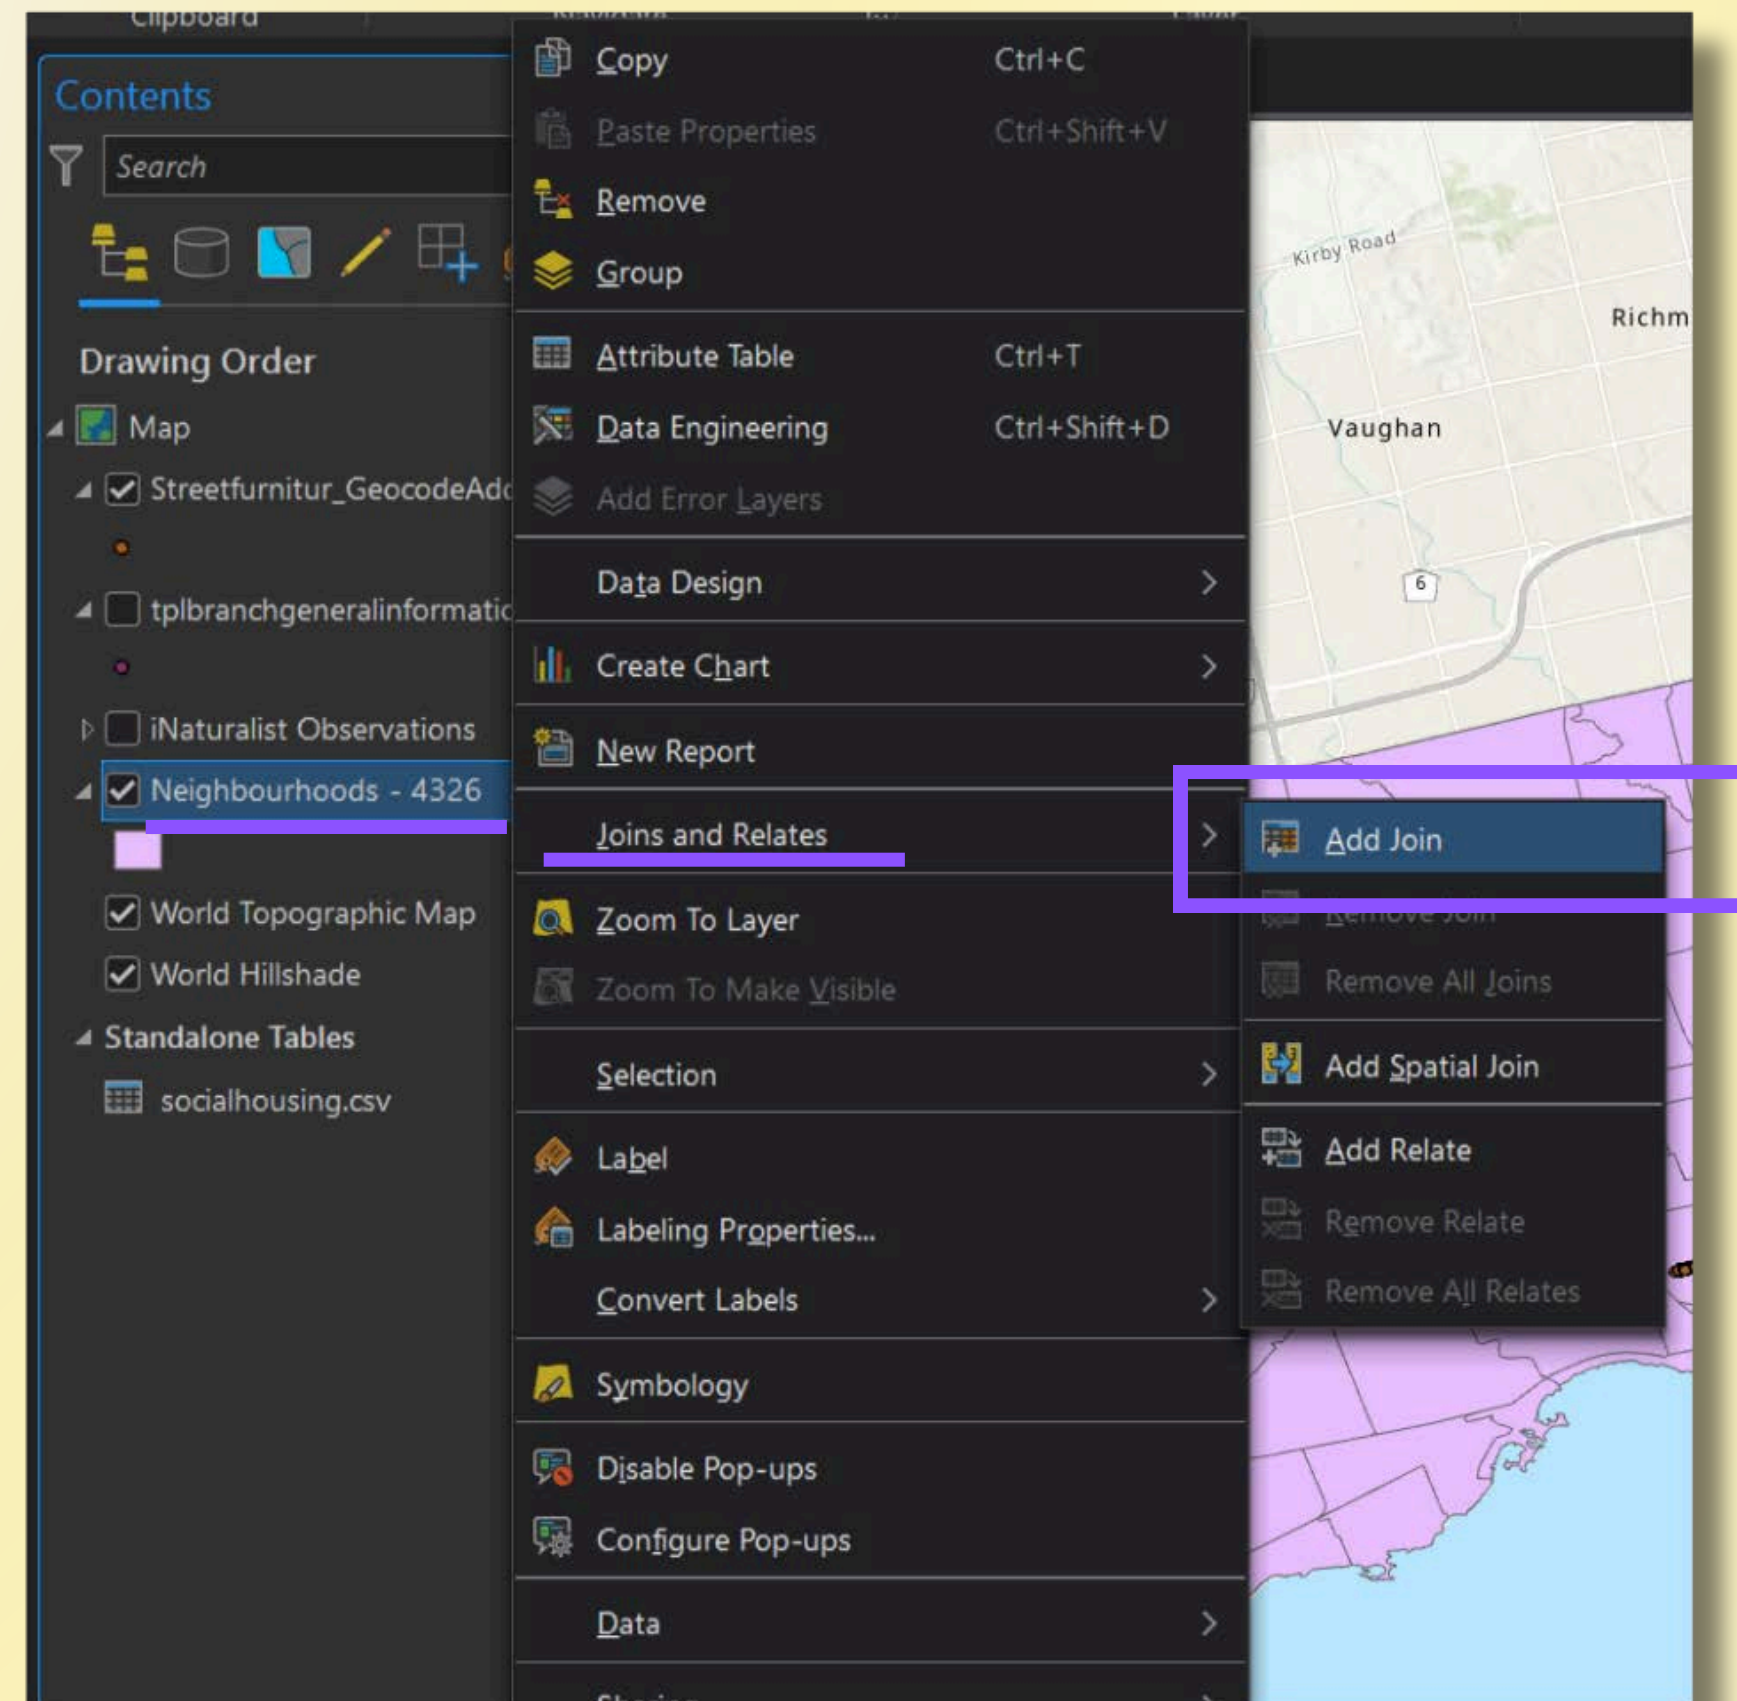 Clipboard
Contents
Search
Drawing Order
Map
Streetfurnitur_GeocodeAdd
tplbranchgeneralinformatic
iNaturalist Observations
Neighbourhoods - 4326
World Topographic Map
World Hillshade
Standalone Tables
socialhousing.csv
Copy Ctrl+C
Paste Properties Ctrl+Shift+V
Remove
Group
Attribute Table Ctrl+T
Data Engineering Ctrl+Shift+D
Add Error Layers
Data Design
Create Chart
New Report
Joins and Relates
Zoom To Layer
Zoom To Make Visible
Selection
Label
Labeling Properties...
Convert Labels
Symbology
Disable Pop-ups
Configure Pop-ups
Data
Add Join
Remove Join
Remove All Joins
Add Spatial Join
Add Relate
Remove Relate
Remove All Relates
Kirby Road
Richm
Vaughan
6